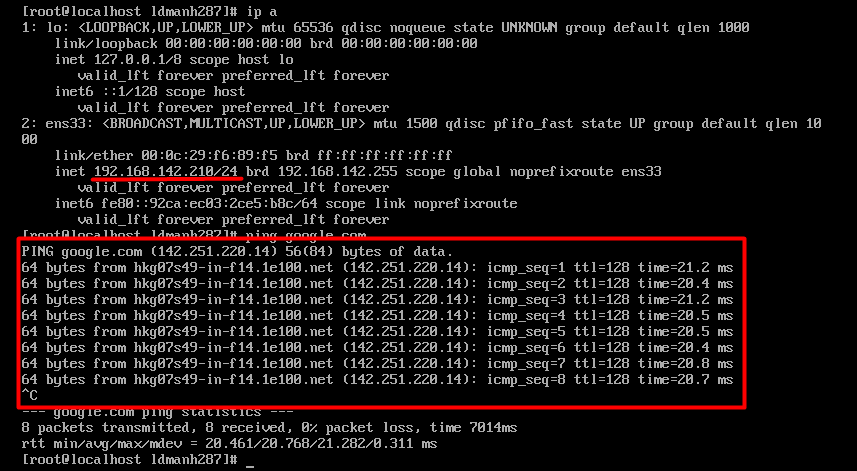 [root@localhost ldmanh287]# ip a
1: lo: <LOOPBACK,UP,LOWER_UP> mtu 65536 qdisc noqueue state UNKNOWN group default qlen 1000
link/loopback 00:00:00:00:00:00 brd 00:00:00:00:00:00
inet 127.0.0.1/8 scope host lo
valid_lft forever preferred_lft forever
inet6 ::1/128 scope host
valid_lft forever preferred_lft forever
2: ens33: <BROADCAST,MULTICAST,UP,LOWER_UP> mtu 1500 qdisc pfifo_fast state UP group default qlen 10
00
link/ether 00:0c:29:f6:89:f5 brd ff:ff:ff:ff:ff:ff
inet 192.168.142.210/24 brd 192.168.142.255 scope global noprefixroute ens33
valid_lft forever preferred_lft forever
inet6 fe80::92ca:ec03:2ce5:b8c/64 scope link noprefixroute
valid_lft forever preferred_lft forever
[root@localhost ldmanh287]# ping google.com
PING google.com (142.251.220.14) 56(84) bytes of data.
64 bytes from hkg07s49-in-f14.1e100.net (142.251.220.14): icmp_seq=1 ttl=128 time=21.2 ms
64 bytes from hkg07s49-in-f14.1e100.net (142.251.220.14): icmp_seq=2 ttl=128 time=20.4 ms
64 bytes from hkg07s49-in-f14.1e100.net (142.251.220.14): icmp_seq=3 ttl=128 time=21.2 ms
64 bytes from hkg07s49-in-f14.1e100.net (142.251.220.14): icmp_seq=4 ttl=128 time=20.5 ms
64 bytes from hkg07s49-in-f14.1e100.net (142.251.220.14): icmp_seq=5 ttl=128 time=20.5 ms
64 bytes from hkg07s49-in-f14.1e100.net (142.251.220.14): icmp_seq=6 ttl=128 time=20.4 ms
64 bytes from hkg07s49-in-f14.1e100.net (142.251.220.14): icmp_seq=7 ttl=128 time=20.8 ms
64 bytes from hkg07s49-in-f14.1e100.net (142.251.220.14): icmp_seq=8 ttl=128 time=20.7 ms
^C
--- google.com ping statistics ---
8 packets transmitted, 8 received, 0% packet loss, time 7014ms
rtt min/avg/max/mdev = 20.461/20.768/21.282/0.311 ms
[root@localhost ldmanh287]# _